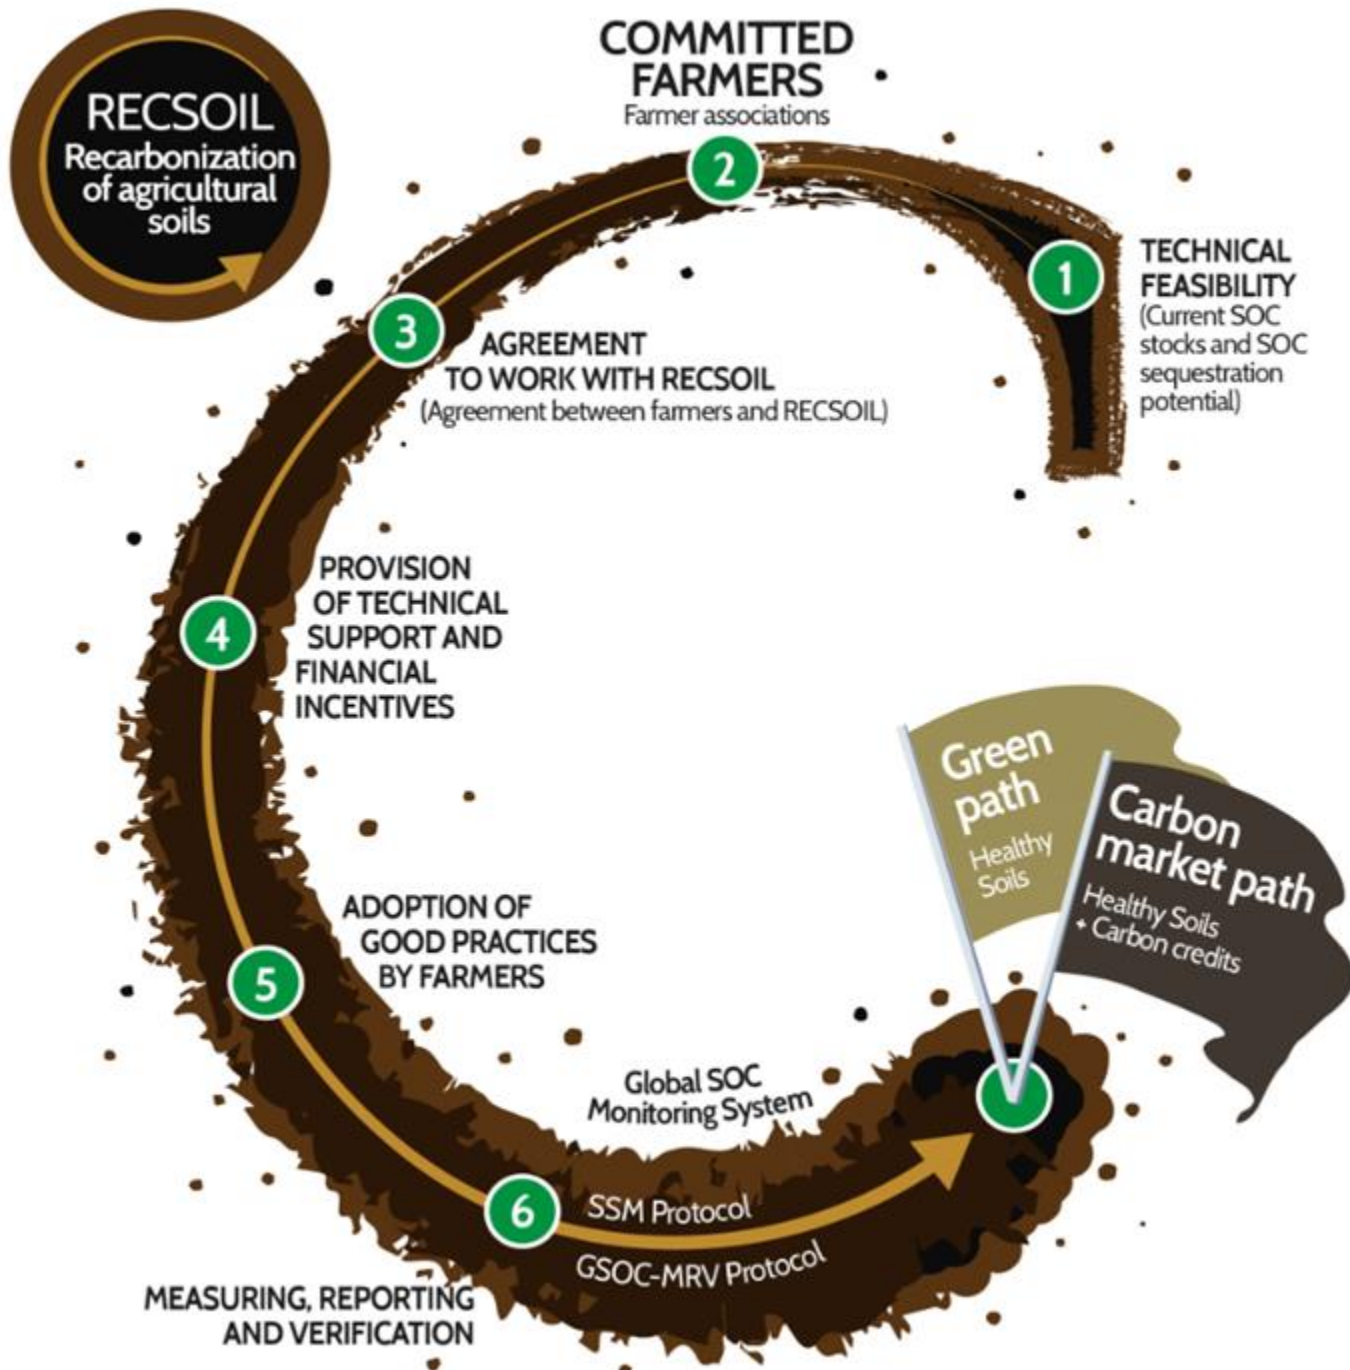 RECSOIL
Recarbonization
of agricultural
soils
COMMITTED
FARMERS
Farmer associations
2
1
TECHNICAL
FEASIBILITY
(Current SOC
stocks and SOC
sequestration
potential)
3
AGREEMENT
TO WORK WITH RECSOIL
(Agreement between farmers and RECSOIL)
4
PROVISION
OF TECHNICAL
SUPPORT AND
FINANCIAL
INCENTIVES
5
ADOPTION OF
GOOD PRACTICES
BY FARMERS
6
MEASURING, REPORTING
AND VERIFICATION
Global SOC
Monitoring System
SSM Protocol
GSOC-MRV Protocol
Green
path
Healthy
Soils
Carbon
market path
Healthy Soils
+ Carbon credits